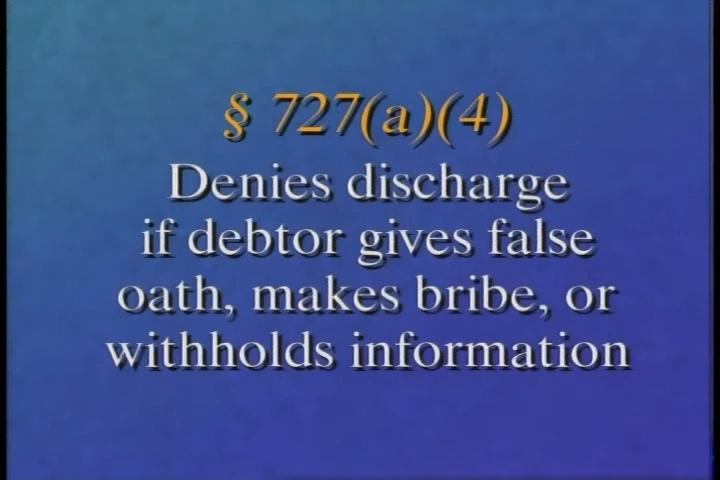 § 727(a)(4)
Denies discharge
if debtor gives false
oath, makes bribe, or
withholds information